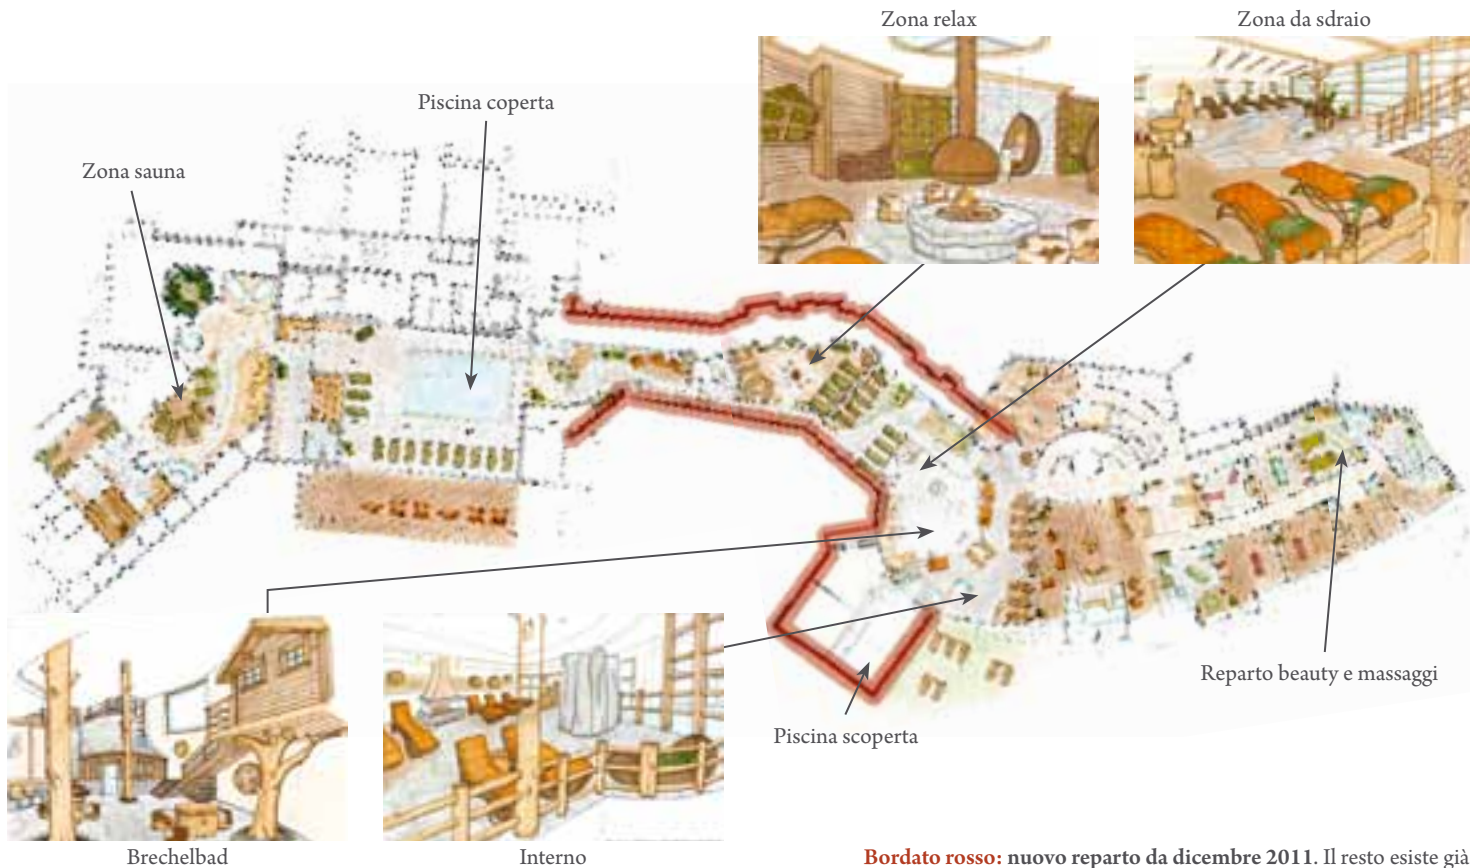 Zona relax
Zona da sdraio
Piscina coperta
Zona sauna
Reparto beauty e massaggi
Piscina scoperta
Brechelbad
Interno
Bordato rosso: nuovo reparto da dicembre 2011. Il resto esiste già